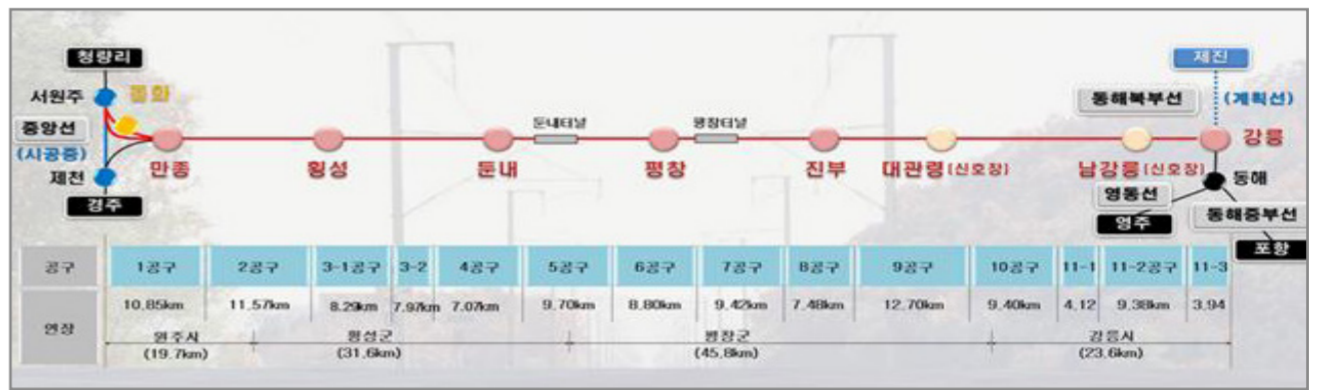 청량리
서원주 동화
중앙선
(시공중)
제천
경주
만종 횡성 둔내 둔내터널 평창 평창터널 진부 대관령(신호장) 남강릉(신호장) 강릉
제진
동해북부선 (계획선)
동해
영동선
영주
동해중부선
포항
공구 1공구 2공구 3-1공구 3-2 4공구 5공구 6공구 7공구 8공구 9공구 10공구 11-1 11-2공구 11-3
연장 10.85km 11.57km 8.29km 7.97km 7.07km 9.70km 8.80km 9.42km 7.48km 12.70km 9.40km 4.12 9.38km 3.94
원주시 횡성군 평창군 강릉시
(19.7km) (31.6km) (45.8km) (23.6km)